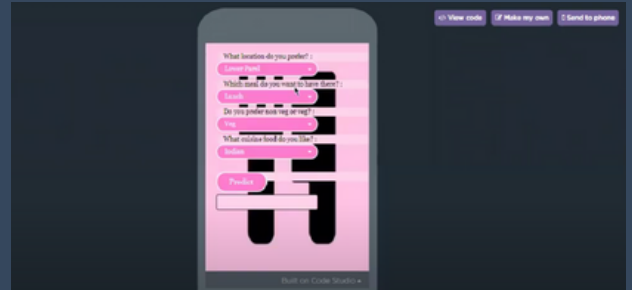 View code
Make my own
Send to phone
What location do you prefer? :
Lower Parel
Which meal do you want to have there? :
lunch
Do you prefer non veg or veg? :
Veg
What cuisine food do you like? :
Indian
Predict
Built on Code Studio